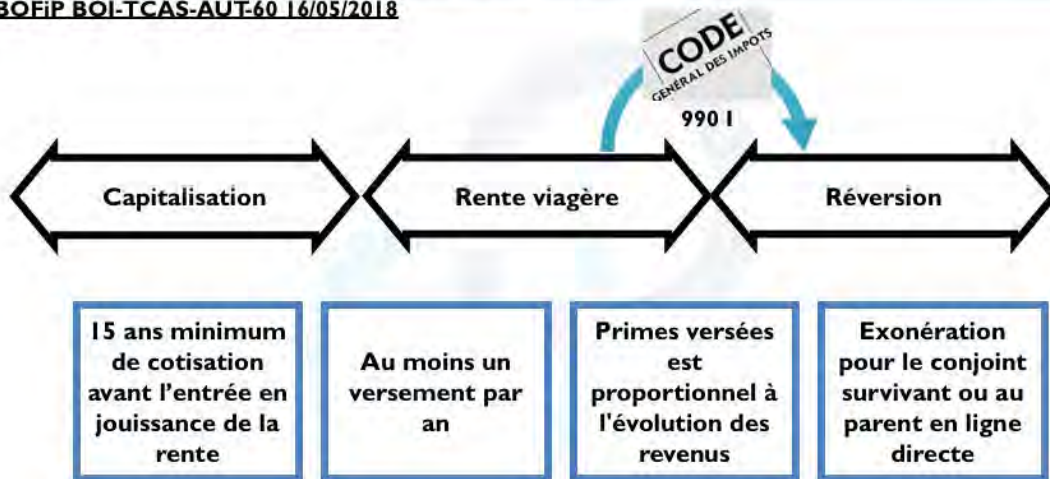 BOFiP BOI-TCAS-AUT-60 16/05/2018
CODE
GENÉRAL DES IMPOTS
990 I
Capitalisation
Rente viagère
Réversion
15 ans minimum
de cotisation
avant l'entrée en
jouissance de la
rente
Au moins un
versement par
an
Primes versées
est
proportionnel à
l'évolution des
revenus
Exonération
pour le conjoint
survivant ou au
parent en ligne
directe